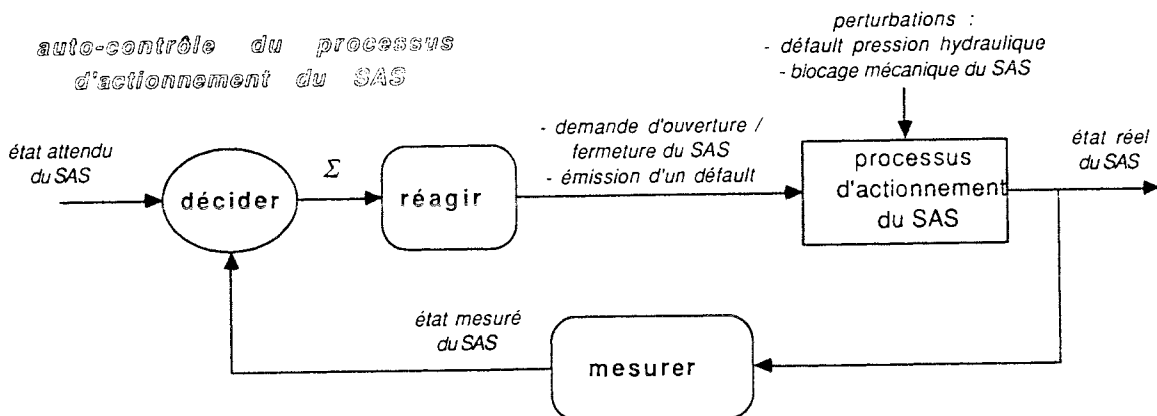 auto-contrôle du processus
d'actionnement du SAS
perturbations :
- défault pression hydraulique
- blocage mécanique du SAS
état attendu
du SAS
décider
Σ
réagir
- demande d'ouverture /
fermeture du SAS
- émission d'un défault
processus
d'actionnement
du SAS
état réel
du SAS
état mesuré
du SAS
mesurer